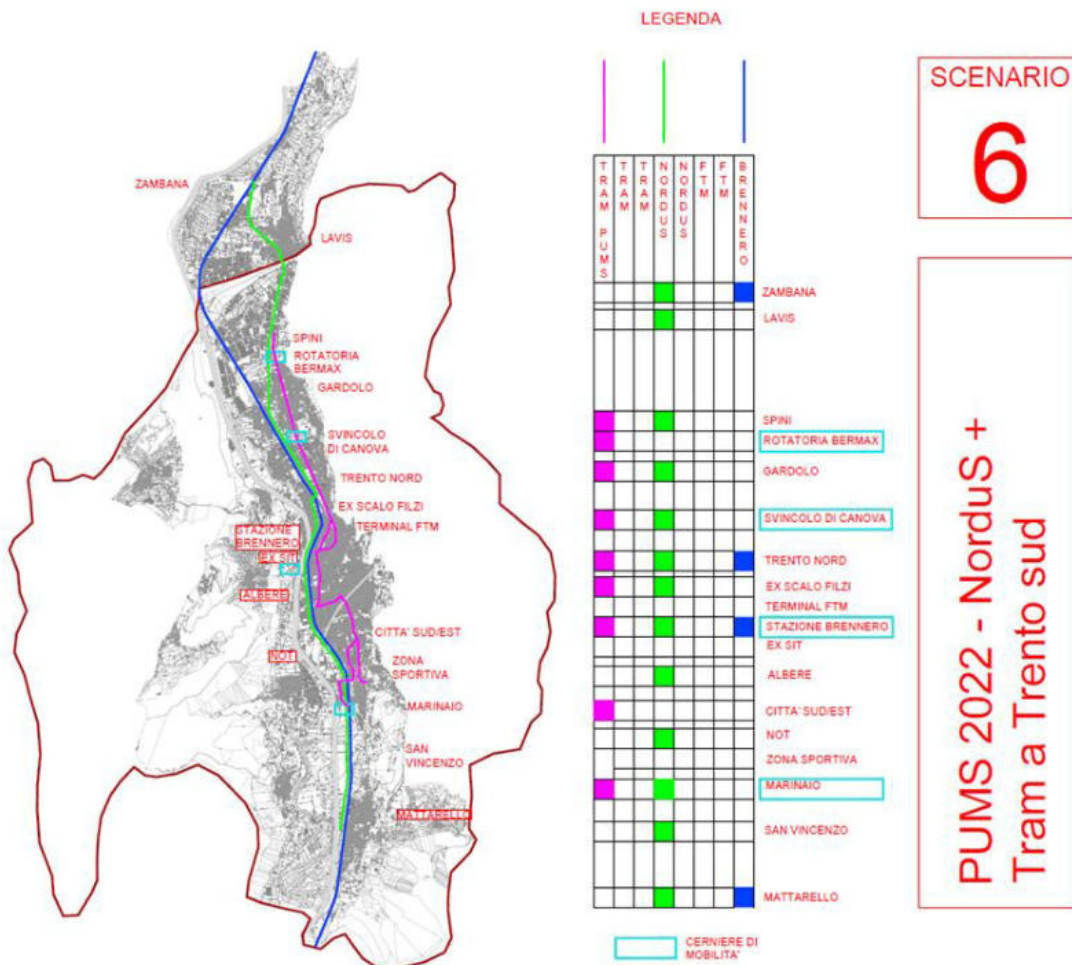 LEGENDA
SCENARIO
6
PUMS 2022 - NorduS +
Tram a Trento sud
TRAM PUMS
TRAM
TRAM
NORDUS
NORDUS
FTM
FTM
BRENNERO
ZAMBANA
LAVIS
SPINI
ROTATORIA BERMAX
GARDOLO
SVINCOLO DI CANOVA
TRENTO NORD
EX SCALO FILZI
TERMINAL FTM
STAZIONE BRENNERO
EX SIT
ALBERE
CITTA' SUD/EST
NOT
ZONA SPORTIVA
MARINAIO
SAN VINCENZO
MATTARELLO
CERNIERE DI
MOBILITA'
ZAMBANA
LAVIS
SPINI
ROTATORIA
BERMAX
GARDOLO
SVINCOLO
DI CANOVA
TRENTO NORD
EX SCALO FILZI
TERMINAL FTM
STAZIONE
BRENNERO
EX SIT
ALBERE
CITTA' SUD/EST
NOT
ZONA
SPORTIVA
MARINAIO
SAN
VINCENZO
MATTARELLO